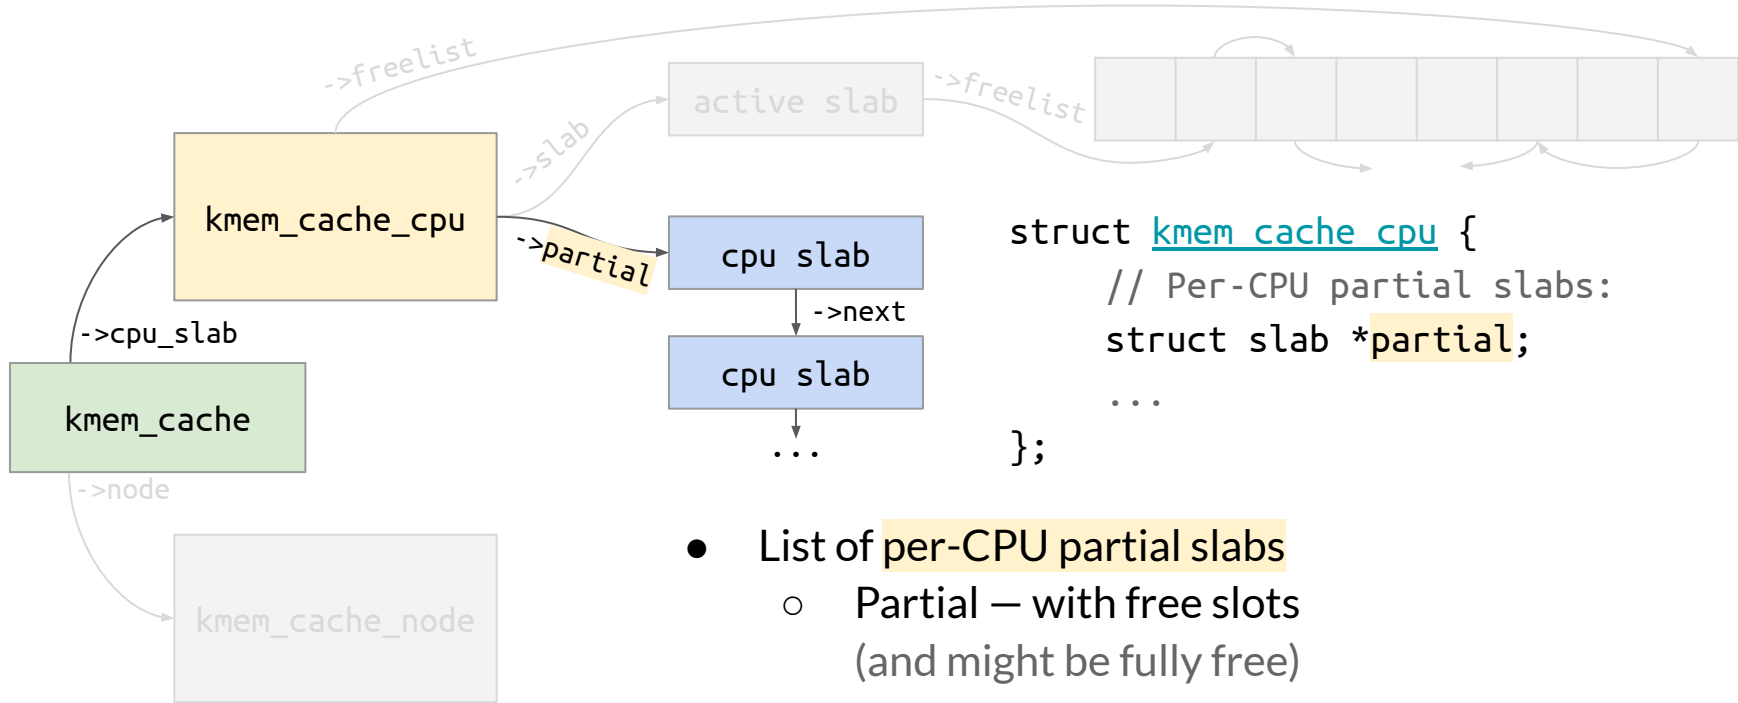 ->freelist
->slab
active slab
->freelist
kmem_cache_cpu
->partial
cpu slab
->next
cpu slab
...
->cpu_slab
kmem_cache
->node
kmem_cache_node
struct kmem_cache_cpu {
// Per-CPU partial slabs:
struct slab *partial;
...
};
● List of per-CPU partial slabs
○ Partial — with free slots
(and might be fully free)